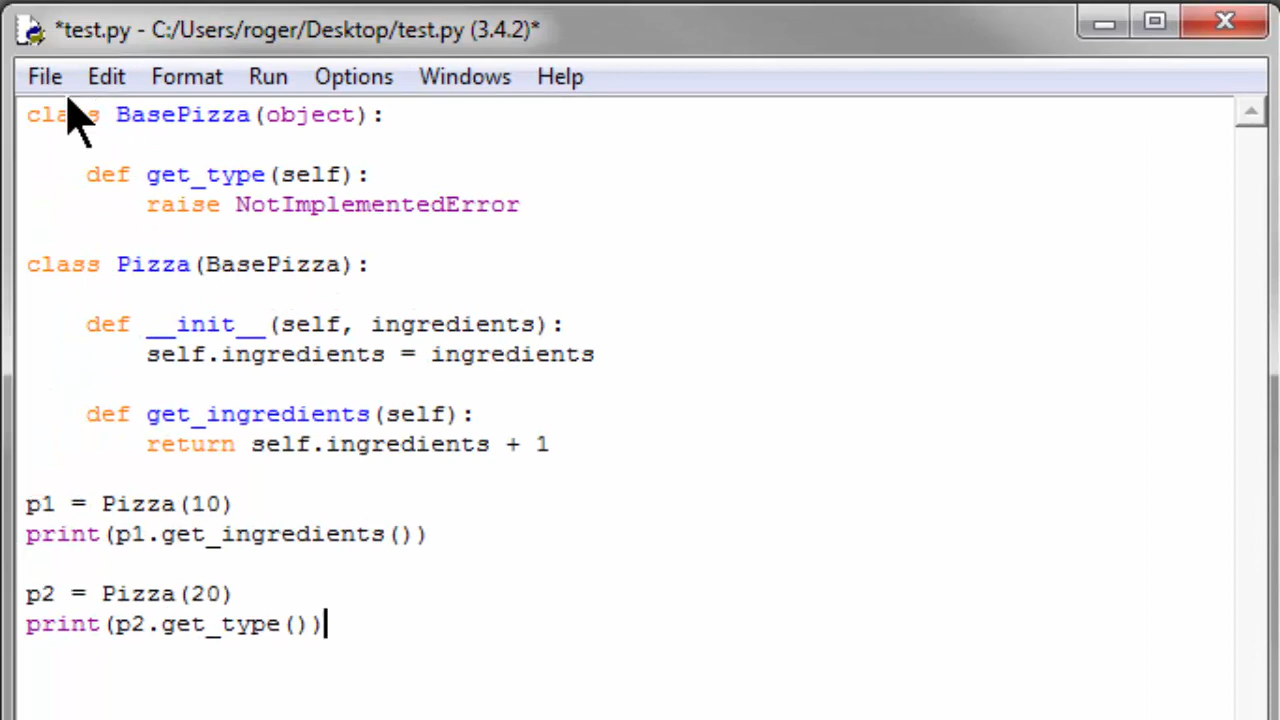 *test.py - C:/Users/roger/Desktop/test.py (3.4.2)*
File Edit Format Run Options Windows Help
class BasePizza(object):
    def get_type(self):
        raise NotImplementedError
class Pizza(BasePizza):
    def __init__(self, ingredients):
        self.ingredients = ingredients
    def get_ingredients(self):
        return self.ingredients + 1
p1 = Pizza(10)
print(p1.get_ingredients())
p2 = Pizza(20)
print(p2.get_type())